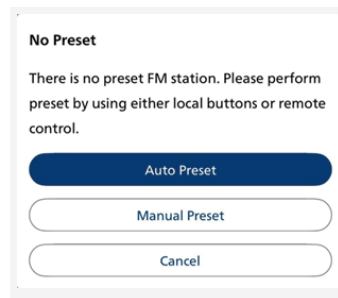 No Preset
There is no preset FM station. Please perform
preset by using either local buttons or remote
control.
Auto Preset
Manual Preset
Cancel